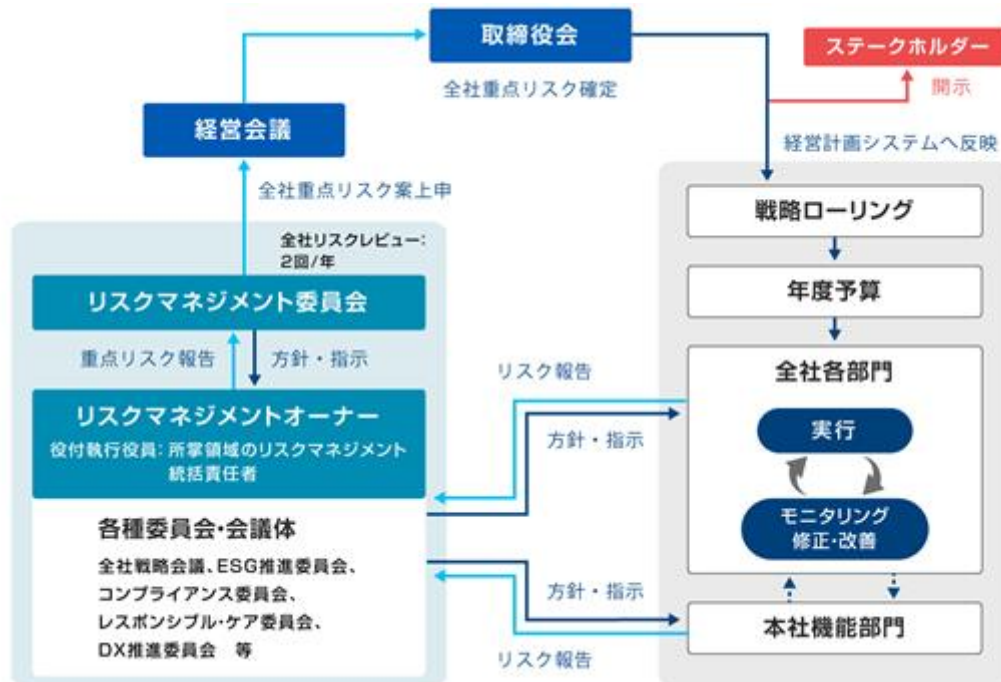 取締役会
ステークホルダー
全社重点リスク確定
開示
経営会議
経営計画システムへ反映
全社重点リスク案上申
戦略ローリング
全社リスクレビュー：
2回/年
年度予算
リスクマネジメント委員会
重点リスク報告
方針・指示
リスク報告
全社各部門
リスクマネジメントオーナー
役付執行役員：所掌領域のリスクマネジメント
統括責任者
方針・指示
実行
モニタリング
修正・改善
各種委員会・会議体
全社戦略会議、ESG推進委員会、
コンプライアンス委員会、
レスポンシブル・ケア委員会、
DX推進委員会　等
方針・指示
リスク報告
本社機能部門